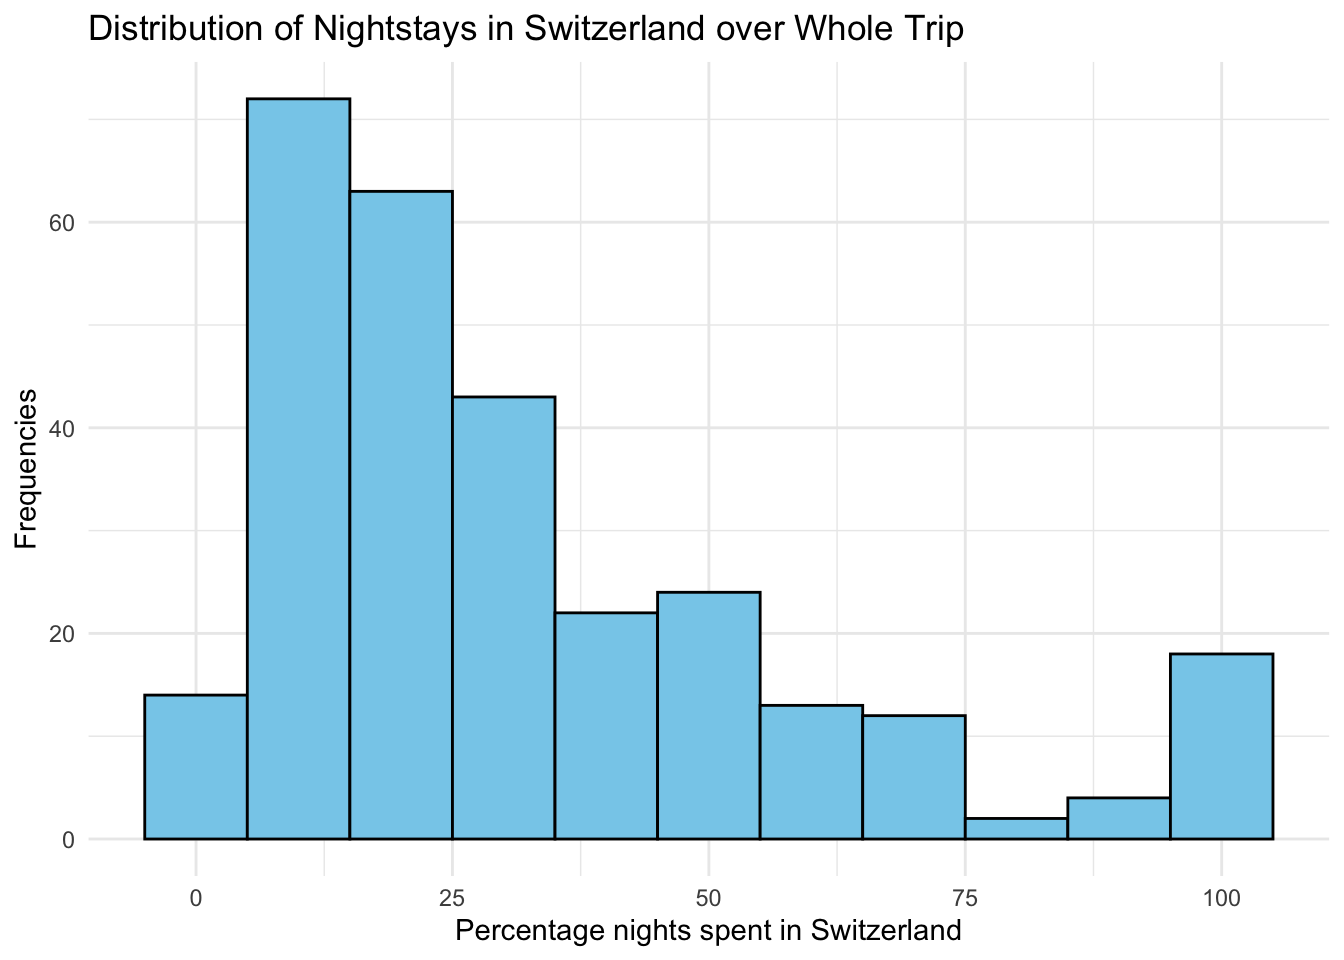 Distribution of Nightstays in Switzerland over Whole Trip
Frequencies
60
40
20
0
0 25 50 75 100
Percentage nights spent in Switzerland